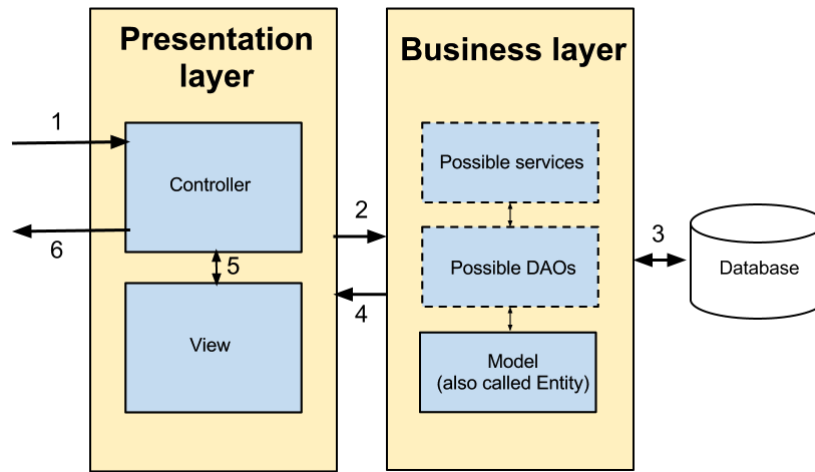 Presentation
layer
Business layer
1
Controller
6
5
View
2
4
Possible services
Possible DAOs
Model
(also called Entity)
3
Database